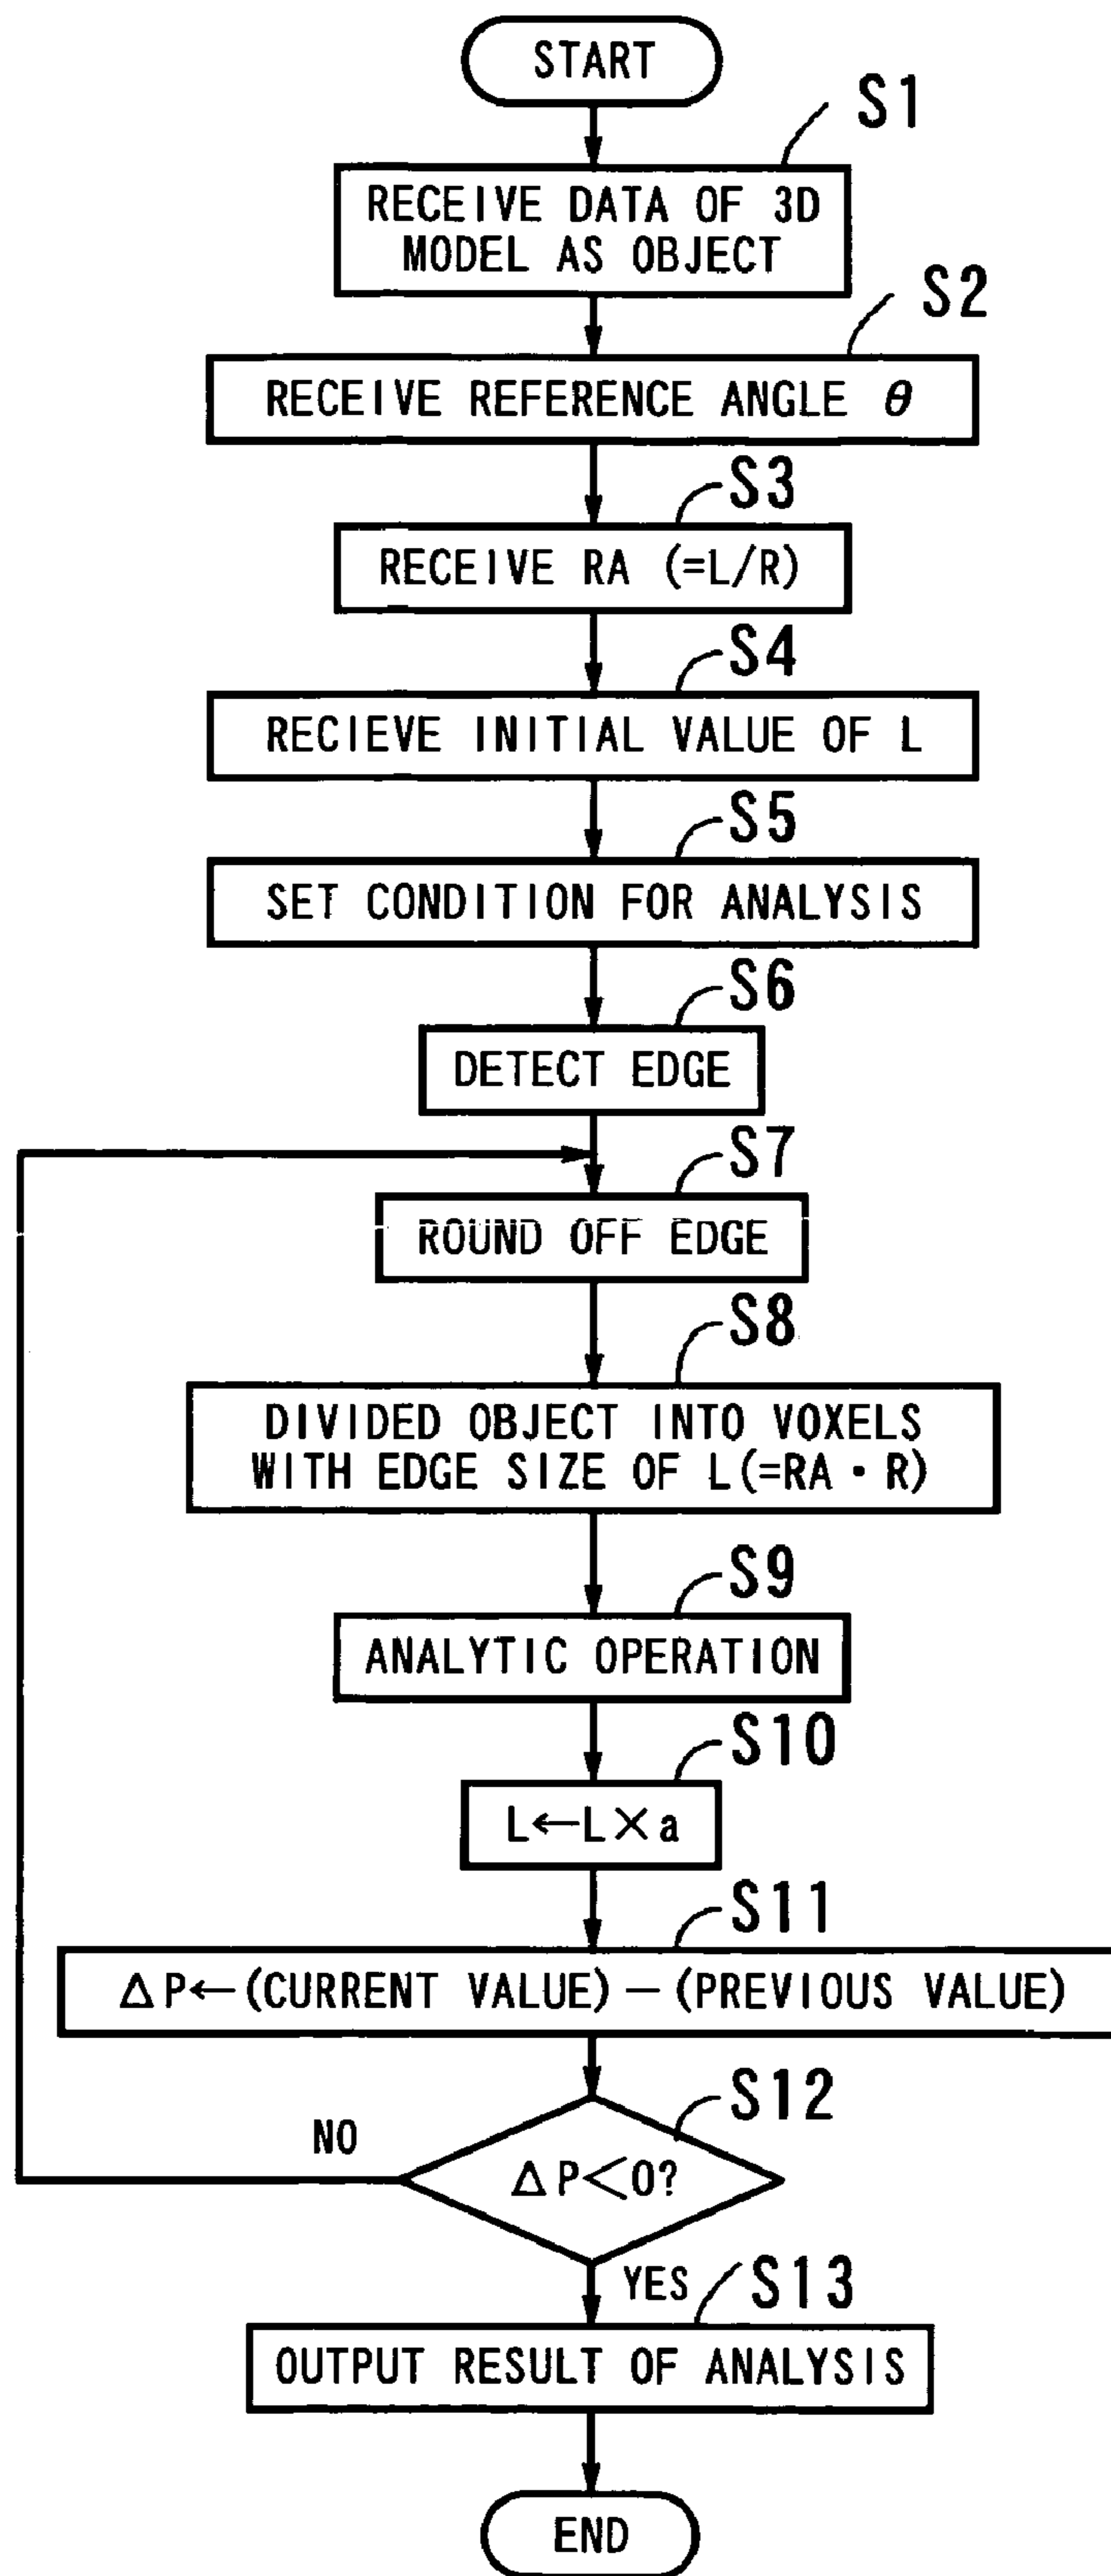 START
S1
RECEIVE DATA OF 3D
MODEL AS OBJECT
S2
RECEIVE REFERENCE ANGLE θ
S3
RECEIVE RA (=L/R)
S4
RECIEVE INITIAL VALUE OF L
S5
SET CONDITION FOR ANALYSIS
S6
DETECT EDGE
S7
ROUND OFF EDGE
S8
DIVIDED OBJECT INTO VOXELS
WITH EDGE SIZE OF L(=RA・R)
S9
ANALYTIC OPERATION
S10
L←L×a
S11
ΔP←(CURRENT VALUE)−(PREVIOUS VALUE)
S12
NO
ΔP<0?
YES
S13
OUTPUT RESULT OF ANALYSIS
END